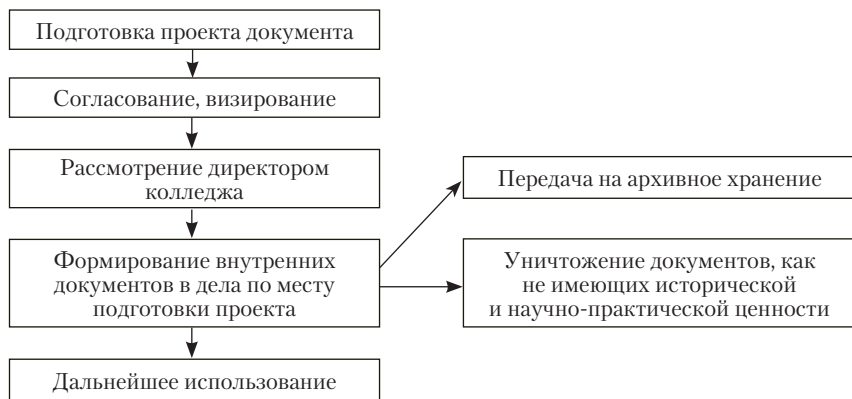 Подготовка проекта документа
Согласование, визирование
Рассмотрение директором
колледжа
Передача на архивное хранение
Формирование внутренних
документов в дела по месту
подготовки проекта
Уничтожение документов, как
не имеющих исторической
и научно-практической ценности
Дальнейшее использование